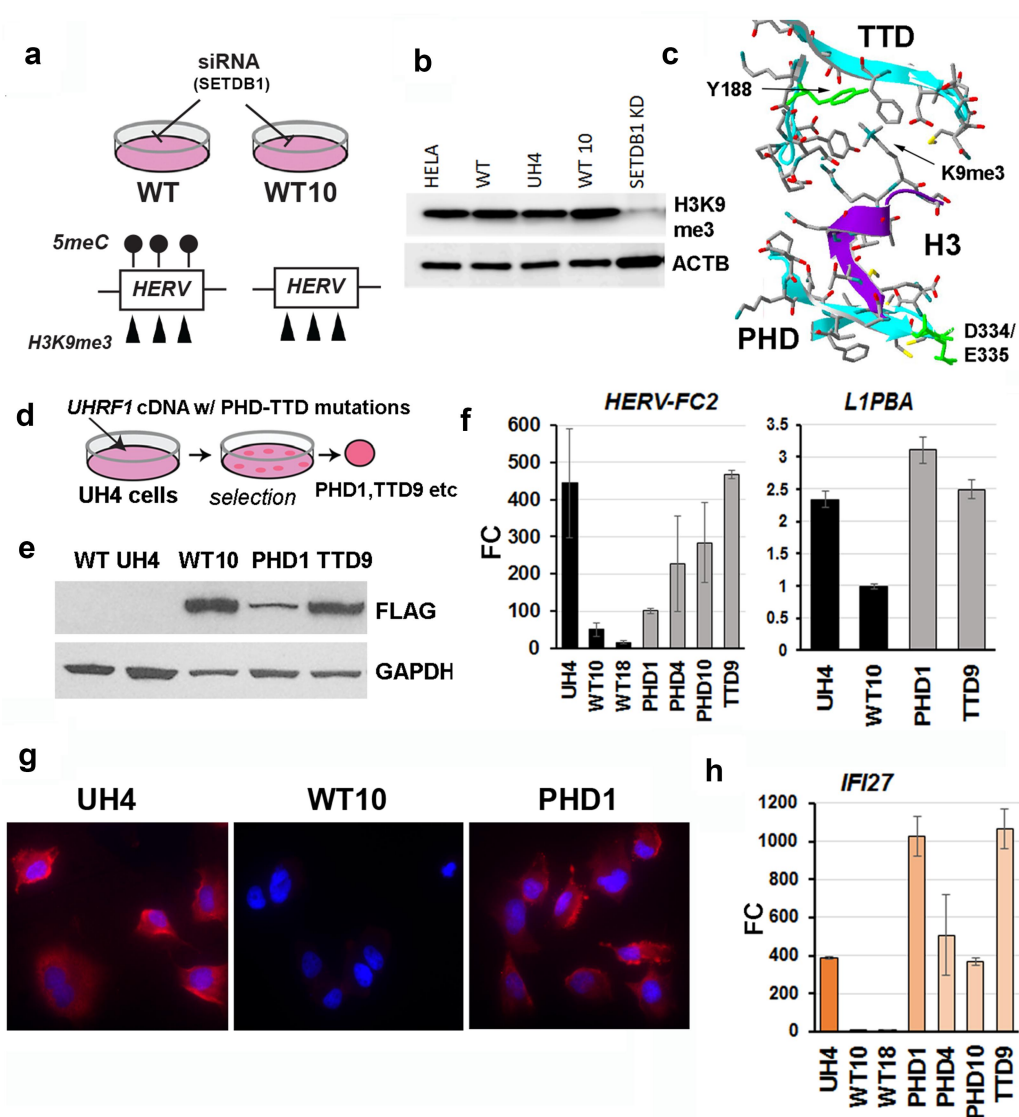 a
siRNA
(SETDB1)
WT
WT10
5meC
HERV
HERV
H3K9me3
b
HELA
WT
UH4
WT 10
SETDB1 KD
H3K9
me3
ACTB
c
TTD
Y188
K9me3
H3
PHD
D334/
E335
d
UHRF1 cDNA w/ PHD-TTD mutations
UH4 cells
selection
PHD1,TTD9 etc
e
WT UH4 WT10 PHD1 TTD9
FLAG
GAPDH
f
HERV-FC2
FC
600
500
400
300
200
100
0
UH4
WT10
WT18
PHD1
PHD4
PHD10
TTD9
L1PBA
3.5
3
2.5
2
1.5
1
0.5
0
UH4
WT10
PHD1
TTD9
g
UH4
WT10
PHD1
h
IFI27
FC
1200
1000
800
600
400
200
0
UH4
WT10
WT18
PHD1
PHD4
PHD10
TTD9